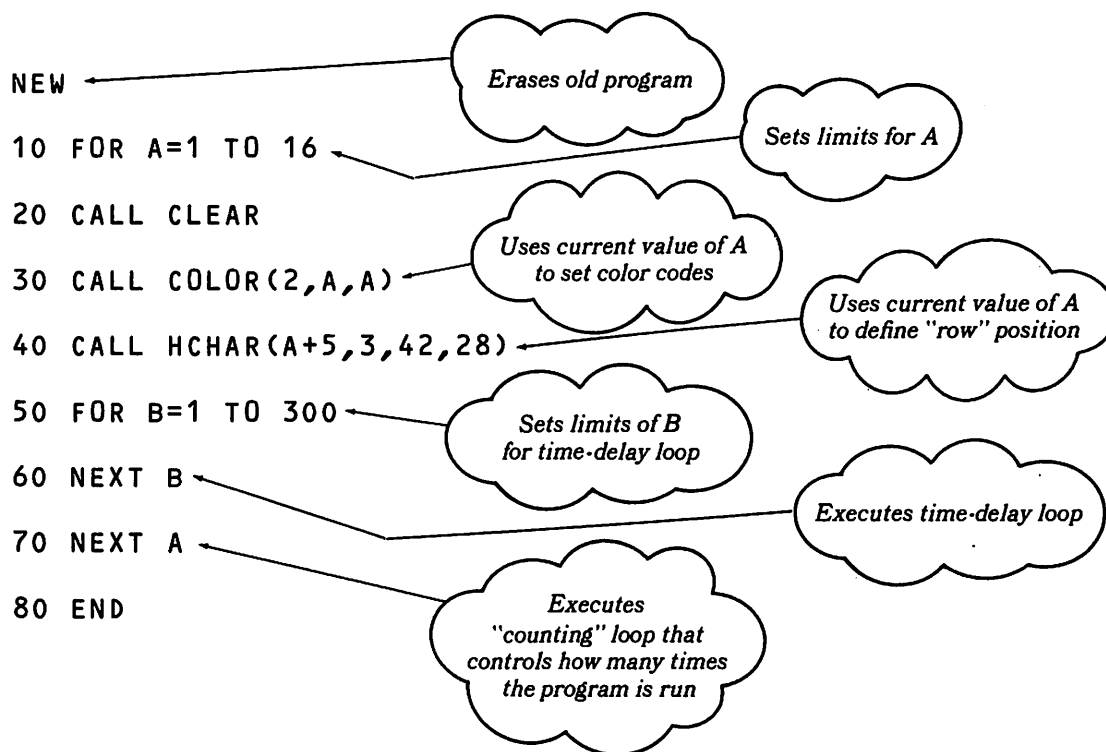 NEW
Erases old program
10 FOR A=1 TO 16
Sets limits for A
20 CALL CLEAR
30 CALL COLOR(2,A,A)
Uses current value of A
to set color codes
40 CALL HCHAR(A+5,3,42,28)
Uses current value of A
to define "row" position
50 FOR B=1 TO 300
Sets limits of B
for time-delay loop
60 NEXT B
Executes time-delay loop
70 NEXT A
Executes
"counting" loop that
controls how many times
the program is run
80 END